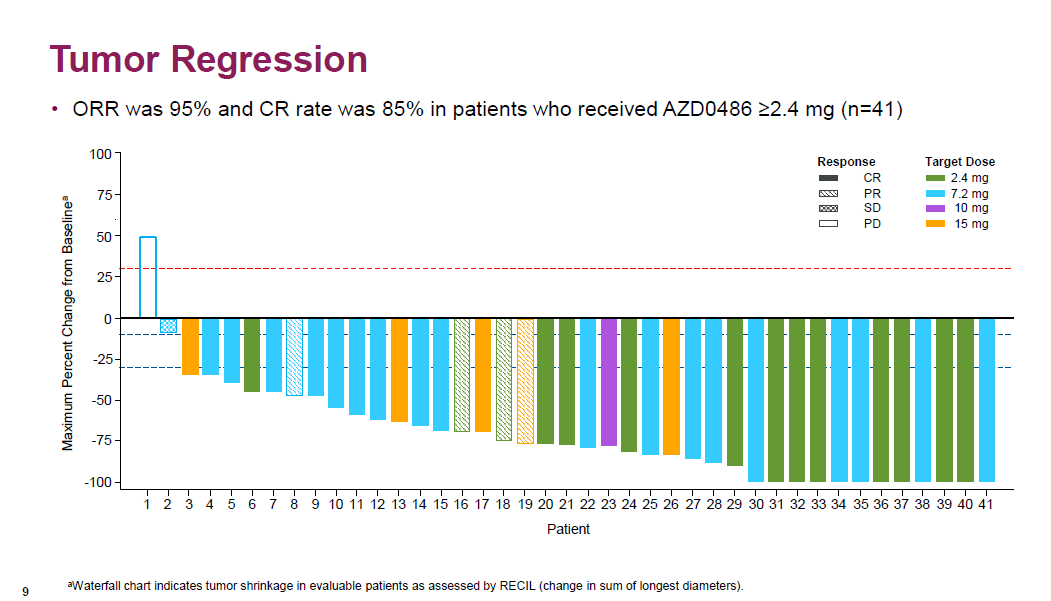 Tumor Regression
• ORR was 95% and CR rate was 85% in patients who received AZD0486 ≥2.4 mg (n=41)
Response Target Dose
CR 2.4 mg
PR 7.2 mg
SD 10 mg
PD 15 mg
Maximum Percent Change from Baselineᵃ
100
75
50
25
0
-25
-50
-75
-100
1 2 3 4 5 6 7 8 9 10 11 12 13 14 15 16 17 18 19 20 21 22 23 24 25 26 27 28 29 30 31 32 33 34 35 36 37 38 39 40 41
Patient
ᵃWaterfall chart indicates tumor shrinkage in evaluable patients as assessed by RECIL (change in sum of longest diameters).
9